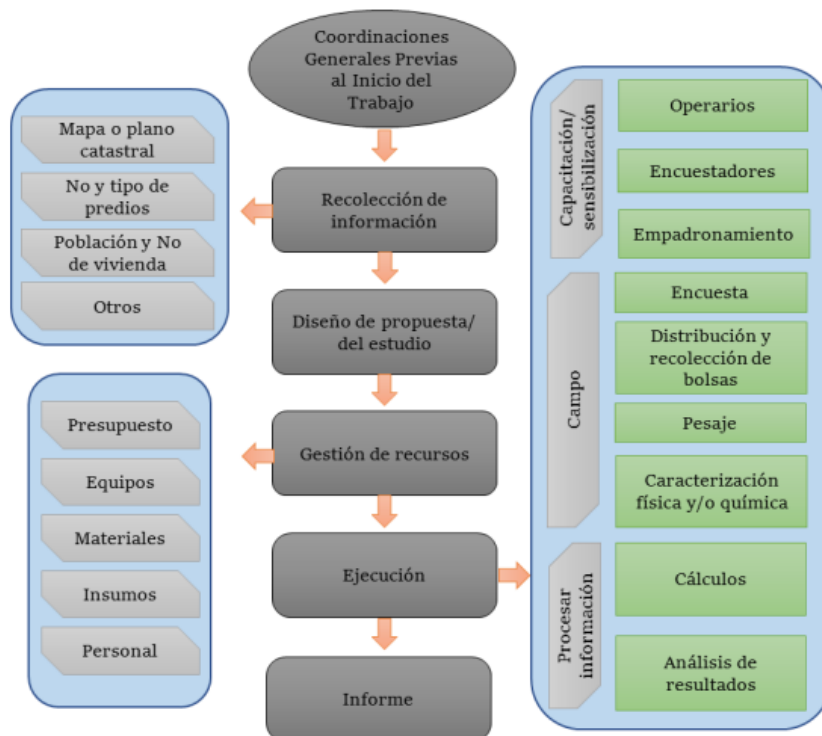 Coordinaciones
Generales Previas
al Inicio del
Trabajo
Recolección de
información
Mapa o plano
catastral
No y tipo de
predios
Población y No
de vivienda
Otros
Diseño de propuesta/
del estudio
Gestión de recursos
Presupuesto
Equipos
Materiales
Insumos
Personal
Ejecución
Capacitación/
sensibilización
Operarios
Encuestadores
Empadronamiento
Campo
Encuesta
Distribución y
recolección de
bolsas
Pesaje
Caracterización
física y/o química
Procesar
información
Cálculos
Análisis de
resultados
Informe